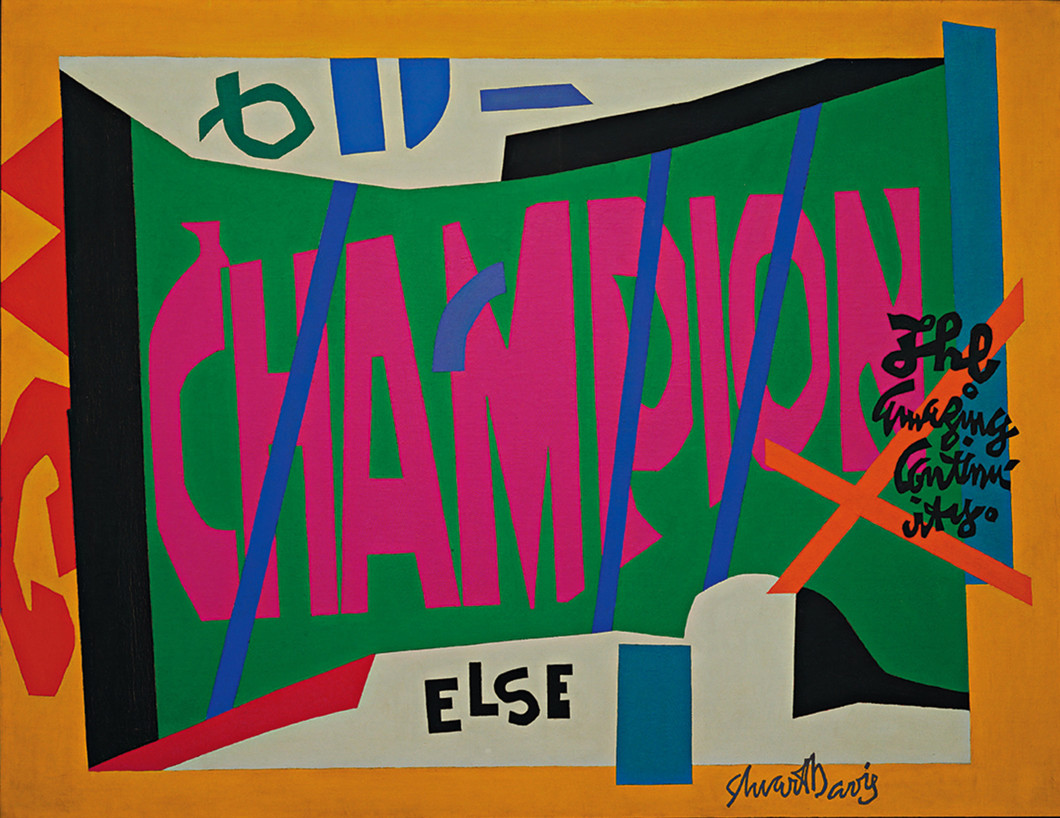 CHAMPION
The
Amazing
Continu
ity.
ELSE
Stuart Davis